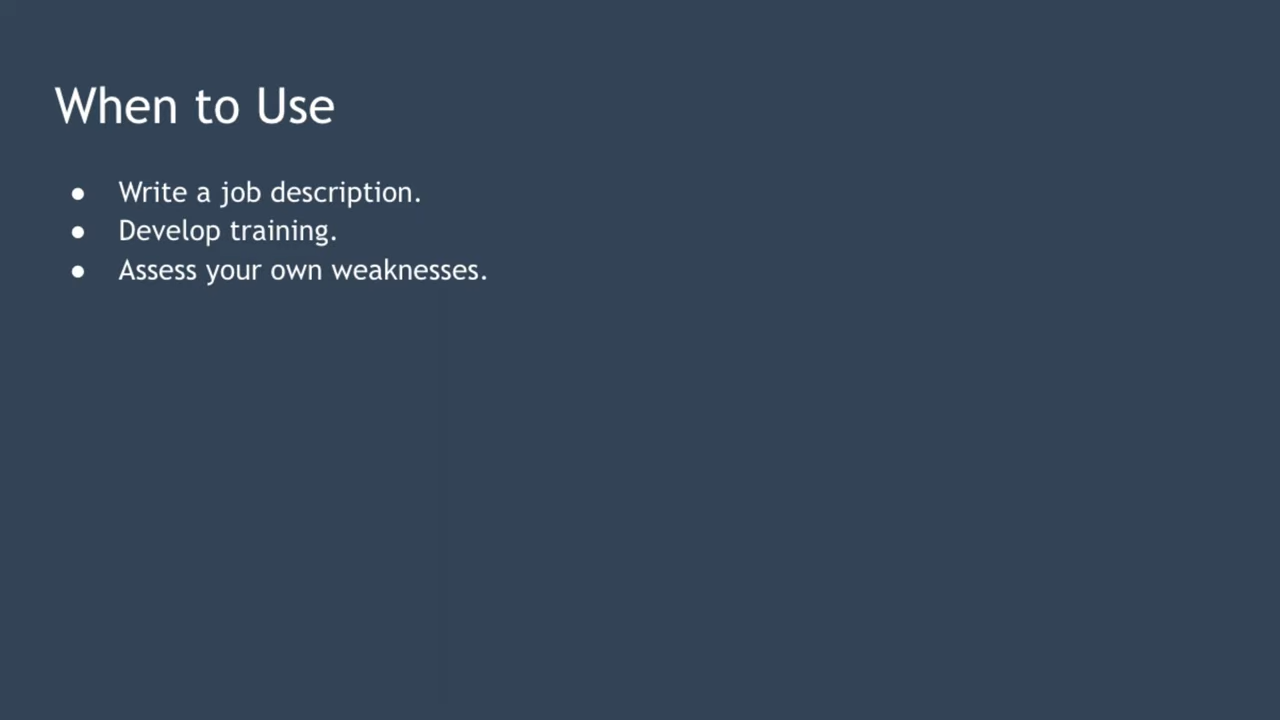 When to Use
● Write a job description.
● Develop training.
● Assess your own weaknesses.